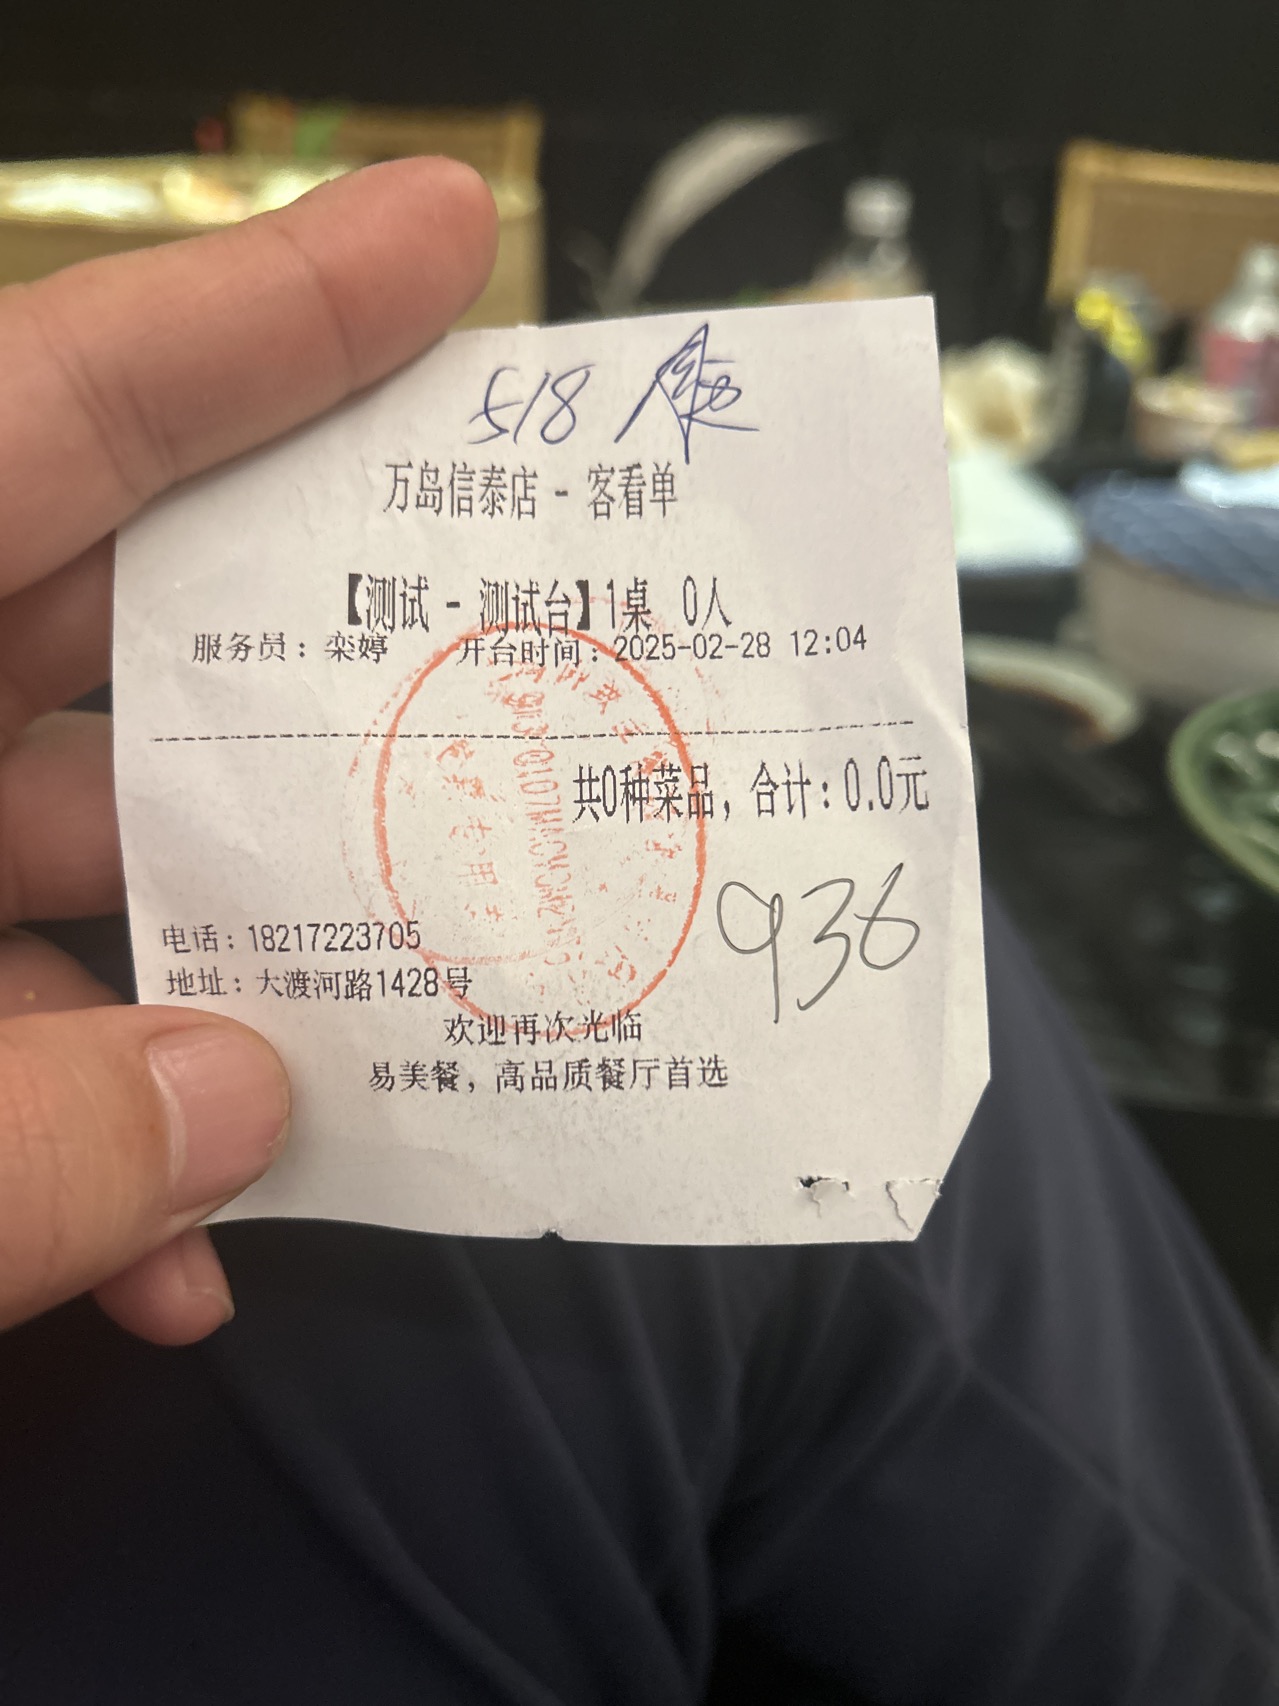 518
万岛信泰店 - 客看单
【测试 - 测试台】1桌 0人
服务员：栾婷 开台时间：2025-02-28 12:04
共0种菜品，合计：0.0元
936
电话：18217223705
地址：大渡河路1428号
欢迎再次光临
易美餐，高品质餐厅首选